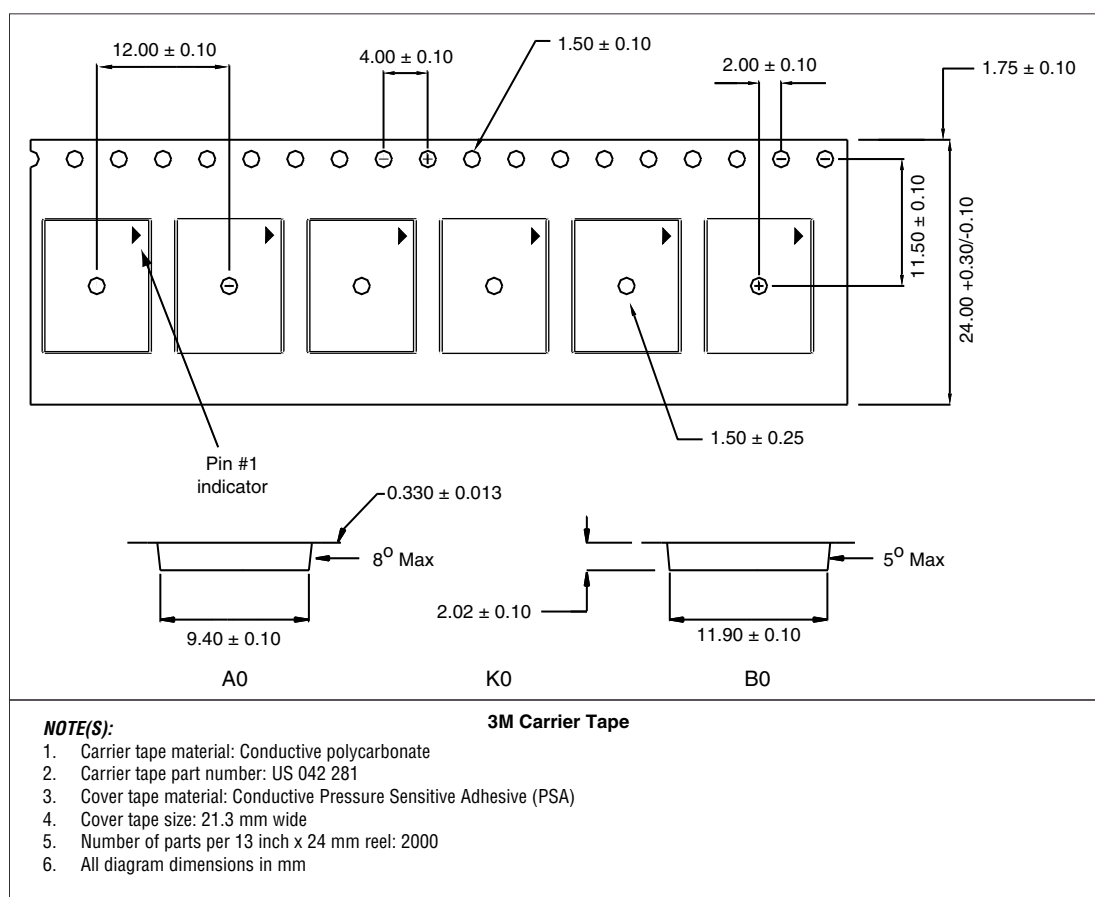 12.00 ± 0.10
4.00 ± 0.10
1.50 ± 0.10
2.00 ± 0.10
1.75 ± 0.10
11.50 ± 0.10
24.00 +0.30/-0.10
1.50 ± 0.25
Pin #1
indicator
0.330 ± 0.013
8° Max
5° Max
2.02 ± 0.10
9.40 ± 0.10
11.90 ± 0.10
A0
K0
B0
NOTE(S):
3M Carrier Tape
1. Carrier tape material: Conductive polycarbonate
2. Carrier tape part number: US 042 281
3. Cover tape material: Conductive Pressure Sensitive Adhesive (PSA)
4. Cover tape size: 21.3 mm wide
5. Number of parts per 13 inch x 24 mm reel: 2000
6. All diagram dimensions in mm